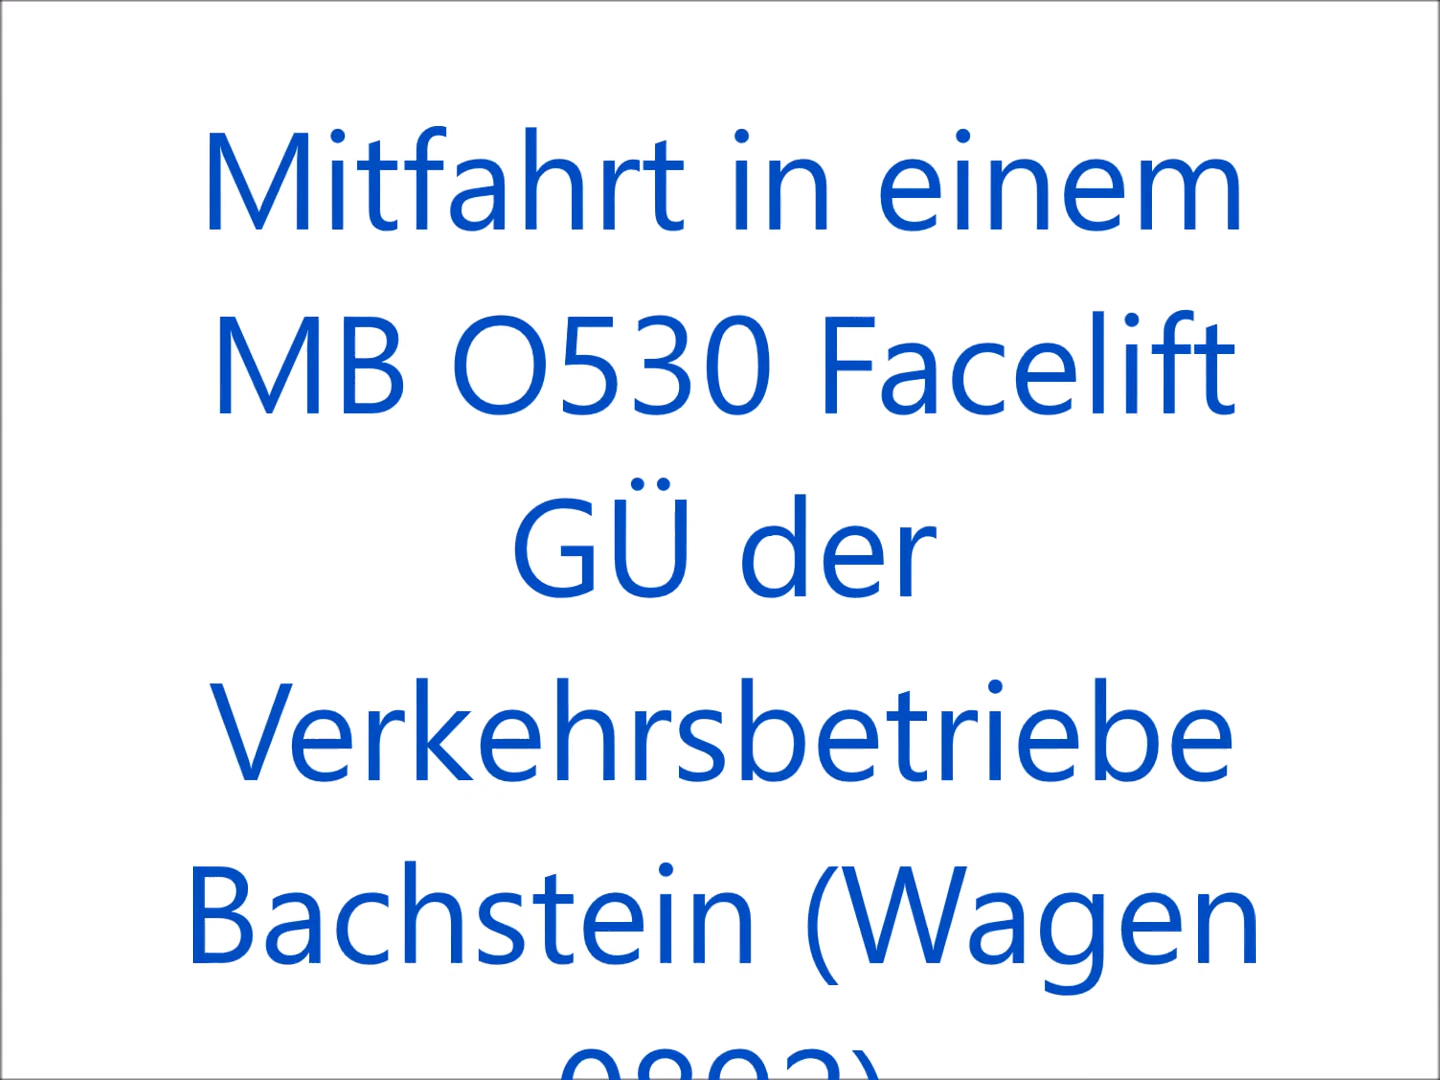 Mitfahrt in einem
MB O530 Facelift
GÜ der
Verkehrsbetriebe
Bachstein (Wagen